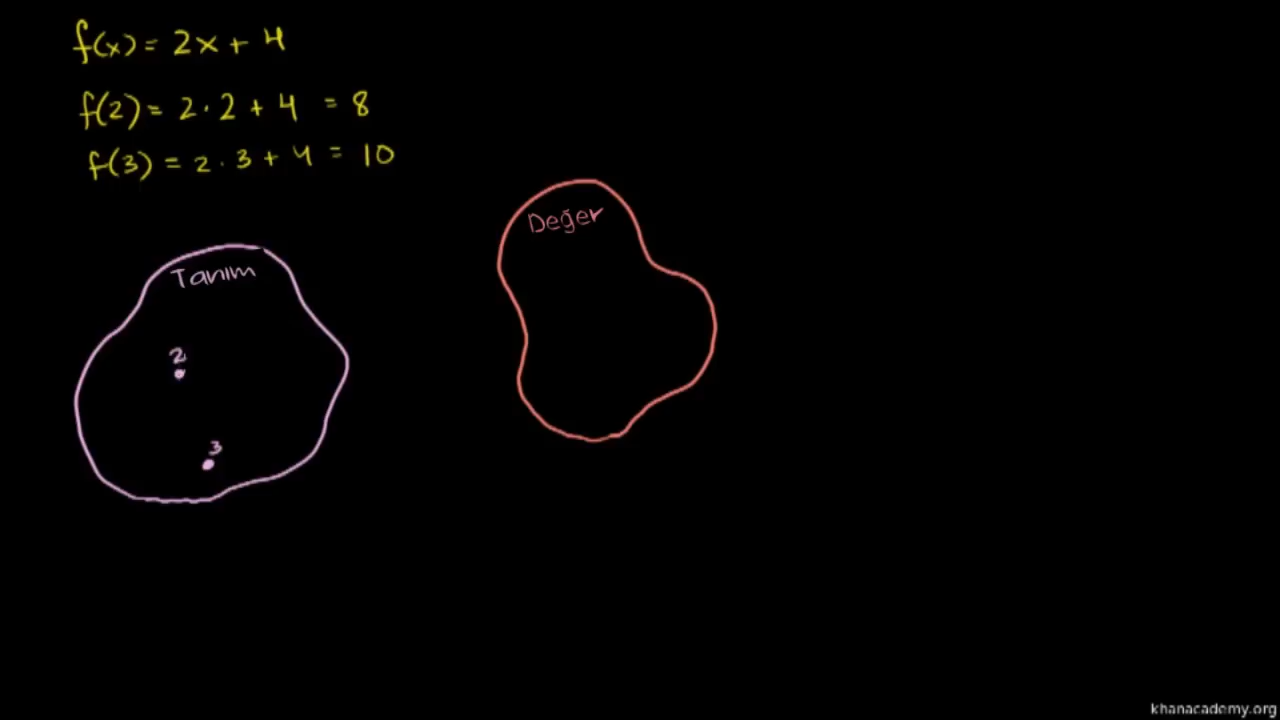 f(x) = 2x + 4
f(2) = 2 · 2 + 4 = 8
f(3) = 2 · 3 + 4 = 10
Değer
Tanım
2
3
khanacademy.org